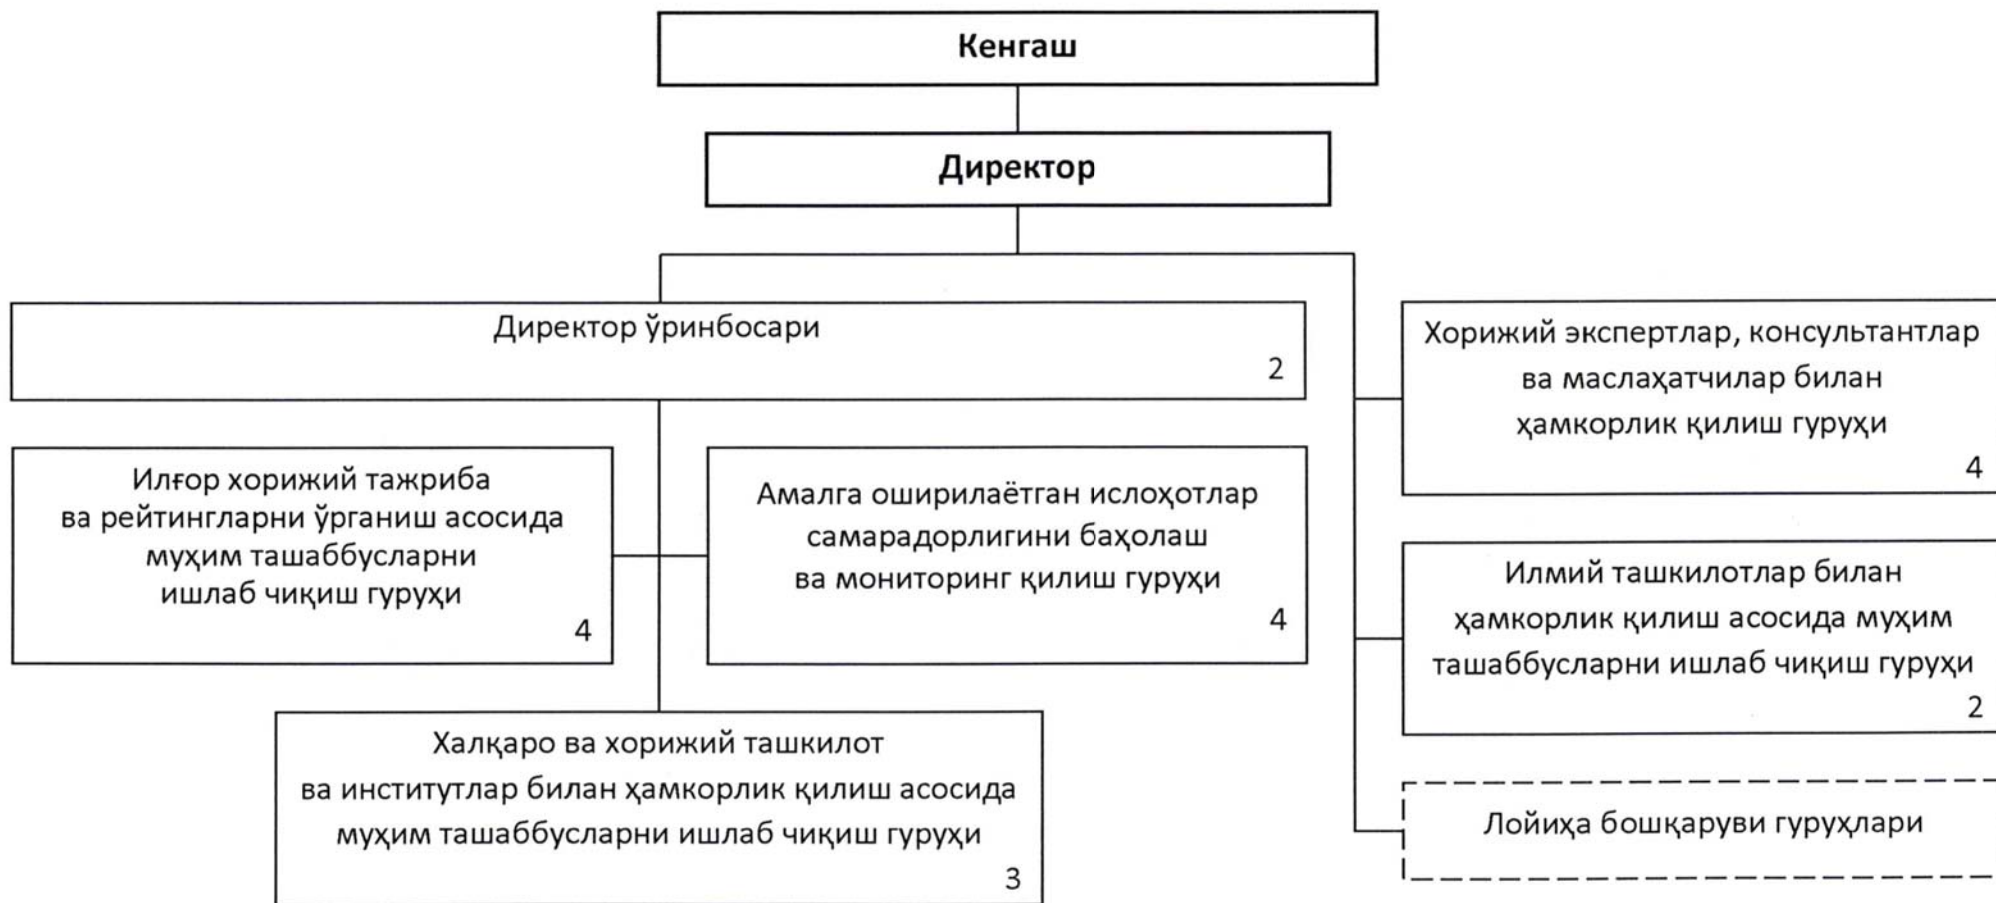 Кенгаш
Директор
Директор ўринбосари
2
Илғор хорижий тажриба
ва рейтингларни ўрганиш асосида
муҳим ташаббусларни
ишлаб чиқиш гуруҳи
4
Амалга оширилаётган ислоҳотлар
самарадорлигини баҳолаш
ва мониторинг қилиш гуруҳи
4
Халқаро ва хорижий ташкилот
ва институтлар билан ҳамкорлик қилиш асосида
муҳим ташаббусларни ишлаб чиқиш гуруҳи
3
Хорижий экспертлар, консультантлар
ва маслаҳатчилар билан
ҳамкорлик қилиш гуруҳи
4
Илмий ташкилотлар билан
ҳамкорлик қилиш асосида муҳим
ташаббусларни ишлаб чиқиш гуруҳи
2
Лойиҳа бошқаруви гуруҳлари